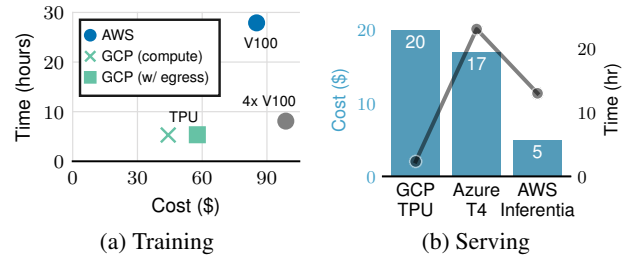 Time (hours)
30
20
10
0
AWS
GCP (compute)
GCP (w/ egress)
V100
4x V100
TPU
0
30
60
90
Cost ($)
(a) Training
Cost ($)
20
10
0
20
17
5
Time (hr)
20
10
0
GCP
TPU
Azure
T4
AWS
Inferentia
(b) Serving